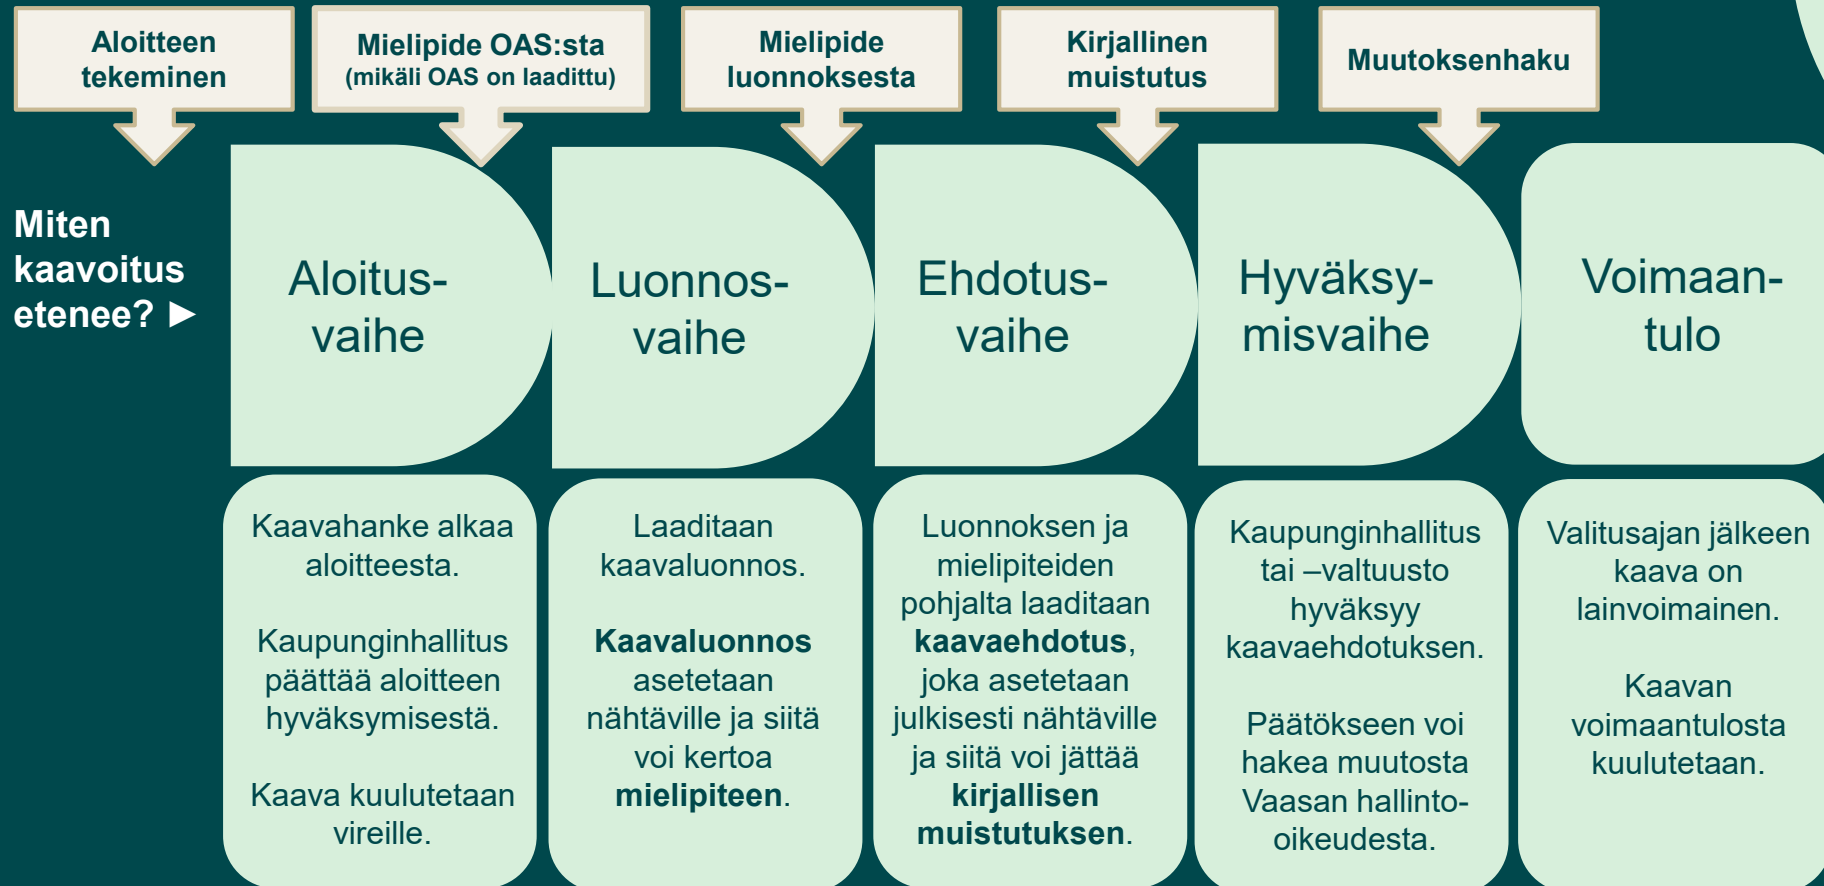 Aloitteen
tekeminen
Mielipide OAS:sta
(mikäli OAS on laadittu)
Mielipide
luonnoksesta
Kirjallinen
muistutus
Muutoksenhaku
Miten
kaavoitus
etenee? ►
Aloitus-
vaihe
Luonnos-
vaihe
Ehdotus-
vaihe
Hyväksy-
misvaihe
Voimaan-
tulo
Kaavahanke alkaa
aloitteesta.
Kaupunginhallitus
päättää aloitteen
hyväksymisestä.
Kaava kuulutetaan
vireille.
Laaditaan
kaavaluonnos.
Kaavaluonnos
asetetaan
nähtäville ja siitä
voi kertoa
mielipiteen.
Luonnoksen ja
mielipiteiden
pohjalta laaditaan
kaavaehdotus,
joka asetetaan
julkisesti nähtäville
ja siitä voi jättää
kirjallisen
muistutuksen.
Kaupunginhallitus
tai –valtuusto
hyväksyy
kaavaehdotuksen.
Päätökseen voi
hakea muutosta
Vaasan hallinto-
oikeudesta.
Valitusajan jälkeen
kaava on
lainvoimainen.
Kaavan
voimaantulosta
kuulutetaan.